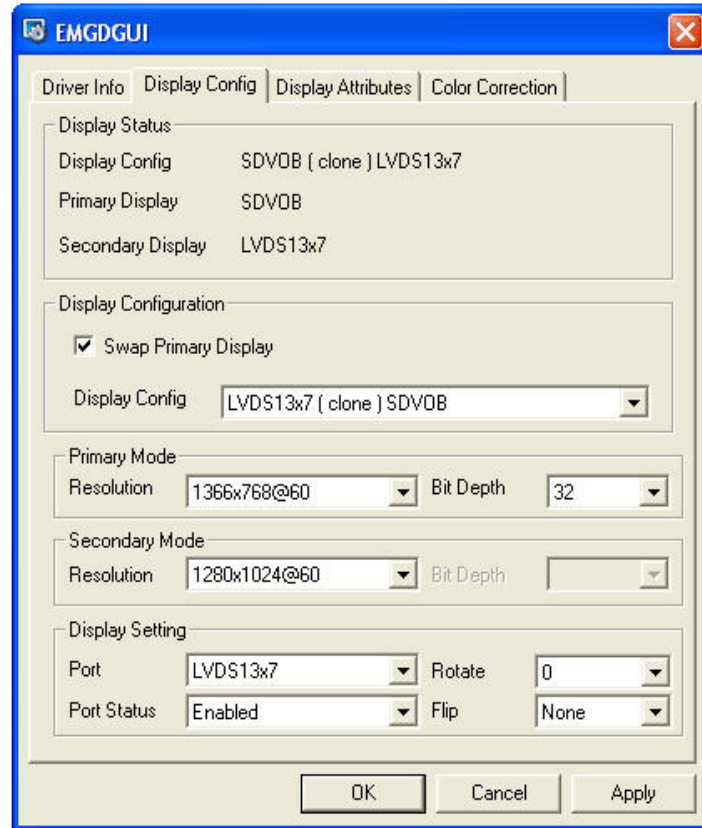 EMGDGUI
Driver Info Display Config Display Attributes Color Correction
Display Status
Display Config SDVOB ( clone ) LVDS13x7
Primary Display SDVOB
Secondary Display LVDS13x7
Display Configuration
Swap Primary Display
Display Config LVDS13x7 ( clone ) SDVOB
Primary Mode
Resolution 1366x768@60 Bit Depth 32
Secondary Mode
Resolution 1280x1024@60 Bit Depth
Display Setting
Port LVDS13x7 Rotate 0
Port Status Enabled Flip None
OK Cancel Apply